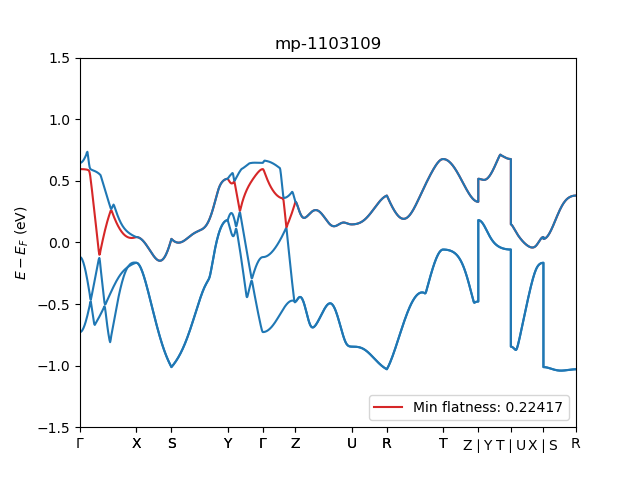 mp-1103109
E − E_F (eV)
1.5
1.0
0.5
0.0
−0.5
−1.0
−1.5
Min flatness: 0.22417
Γ X S Y Γ Z U R T Z | Y T | U X | S R